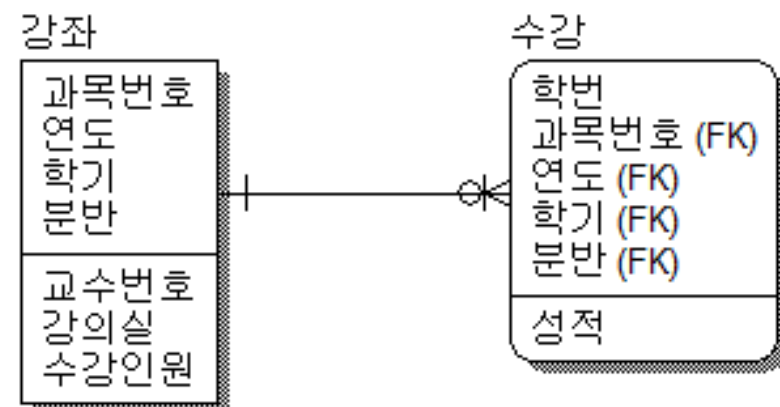 강좌
과목번호
연도
학기
분반
교수번호
강의실
수강인원
수강
학번
과목번호 (FK)
연도 (FK)
학기 (FK)
분반 (FK)
성적